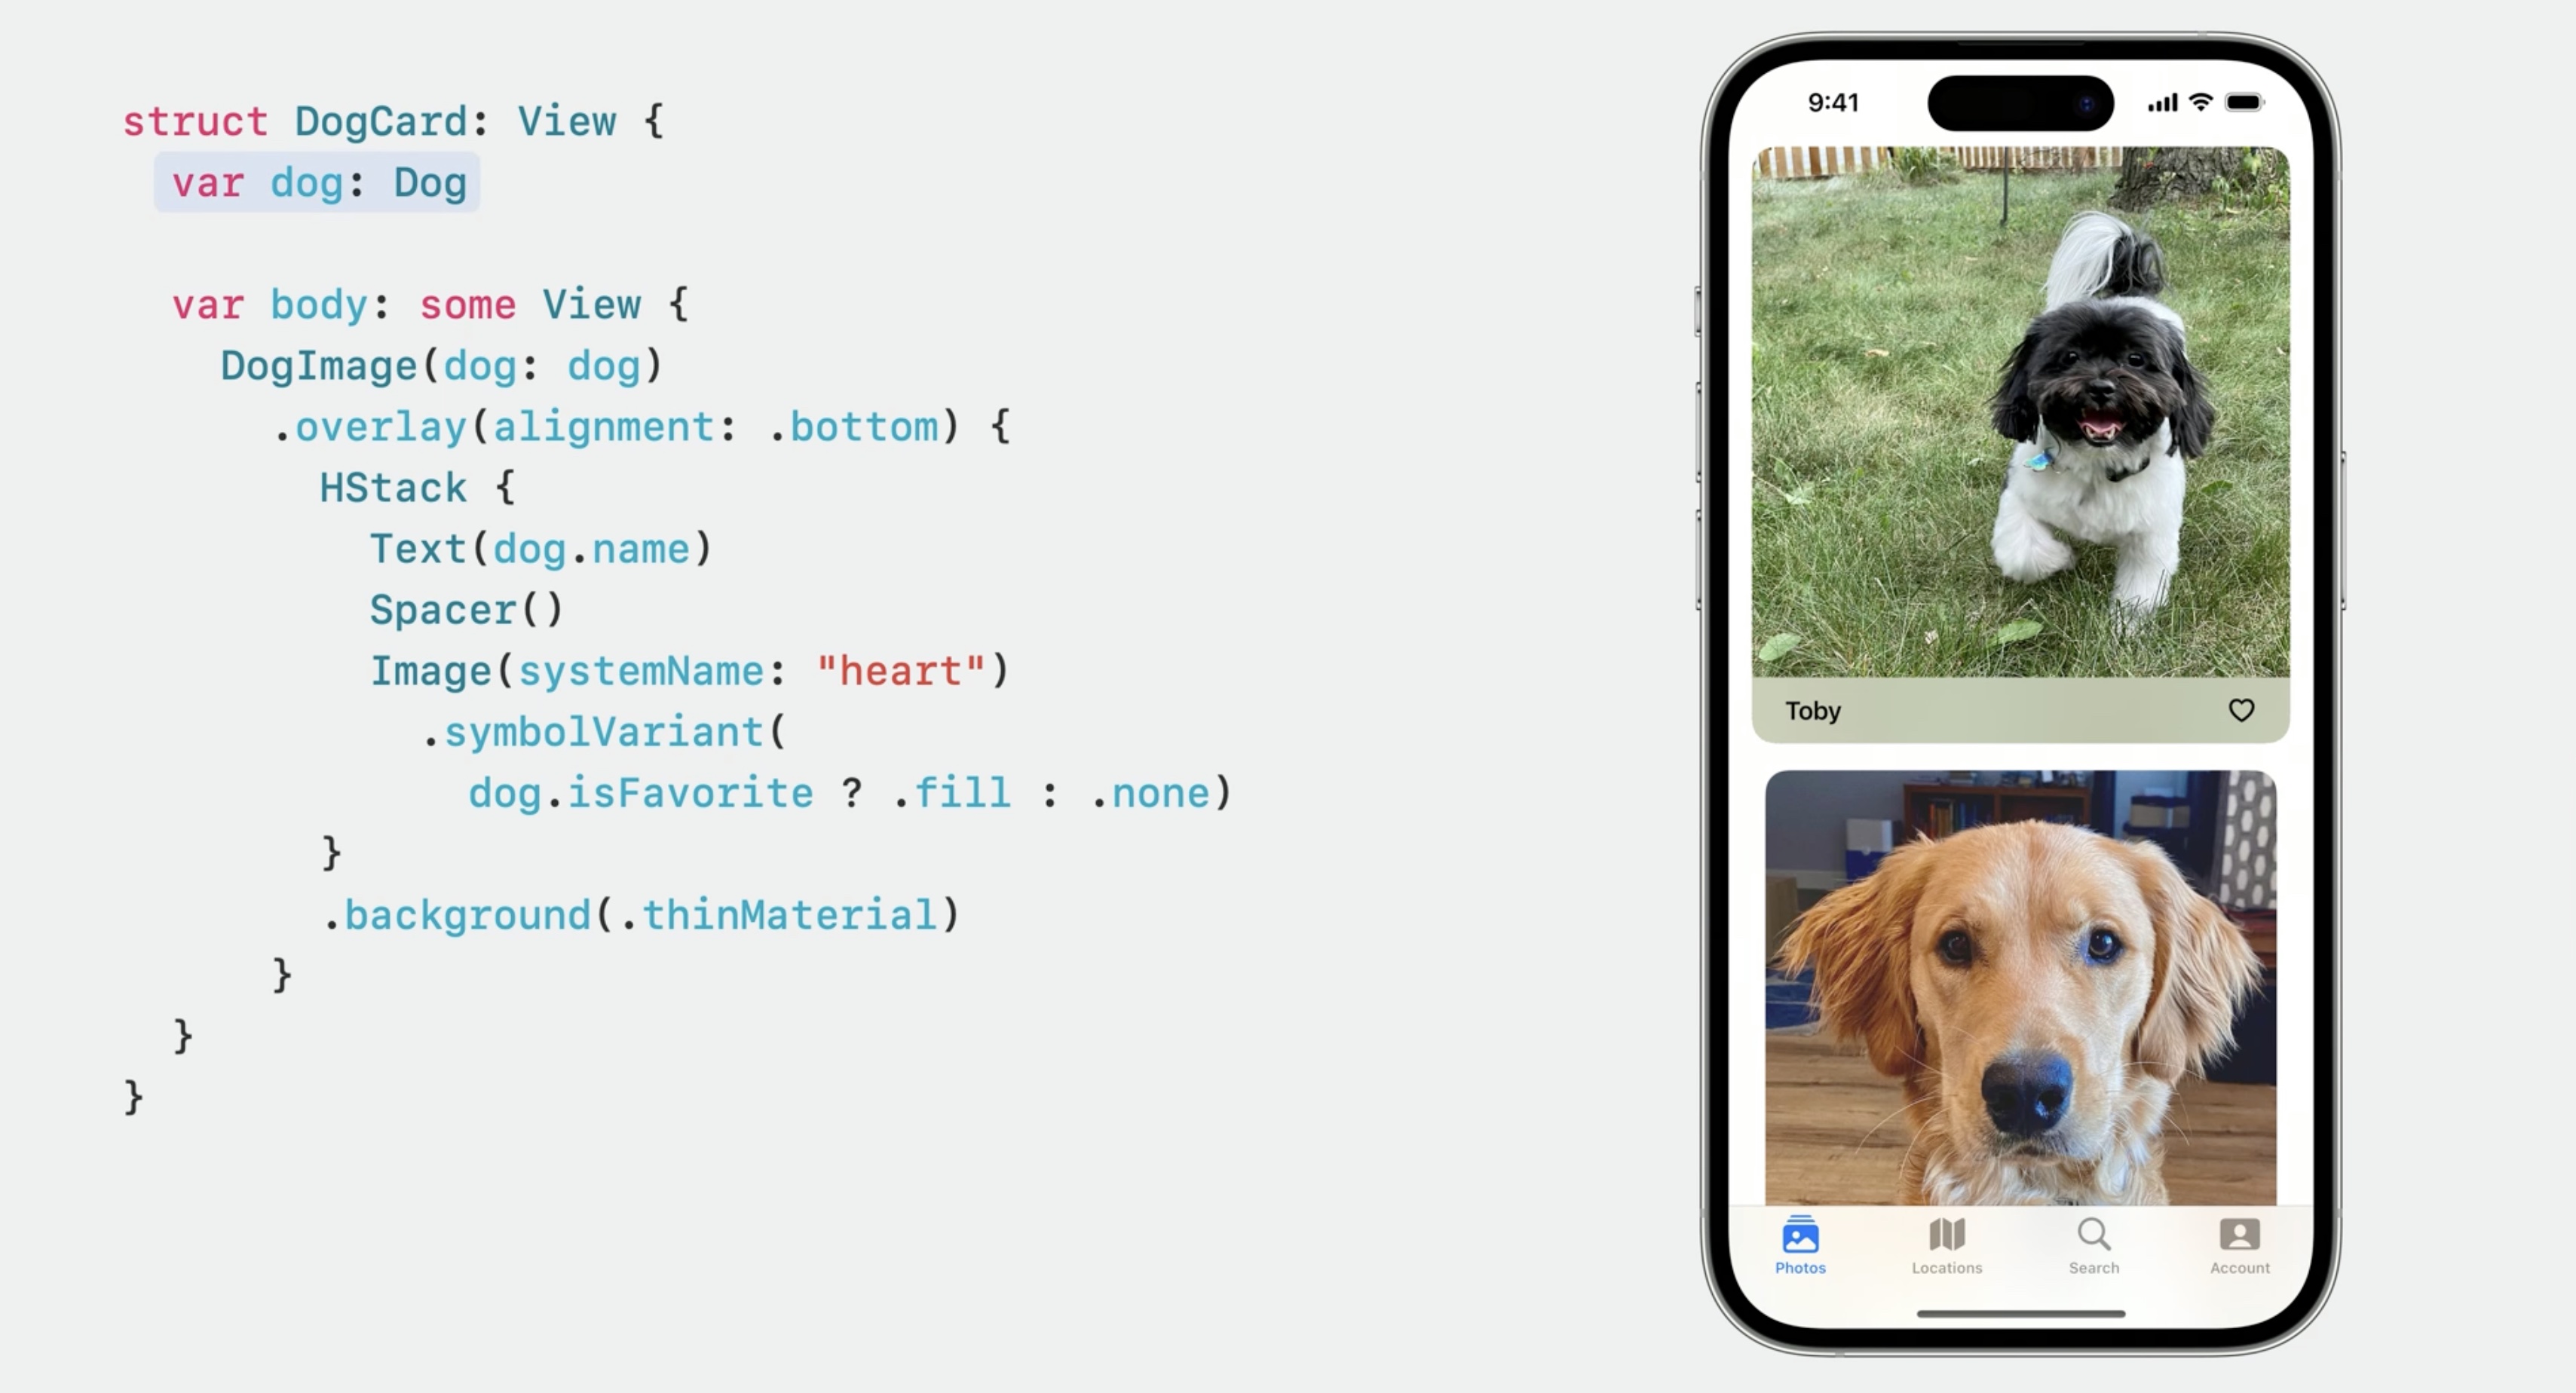 struct DogCard: View {
var dog: Dog
var body: some View {
DogImage(dog: dog)
.overlay(alignment: .bottom) {
HStack {
Text(dog.name)
Spacer()
Image(systemName: "heart")
.symbolVariant(
dog.isFavorite ? .fill : .none)
}
.background(.thinMaterial)
}
}
}
9:41
Toby
Photos
Locations
Search
Account